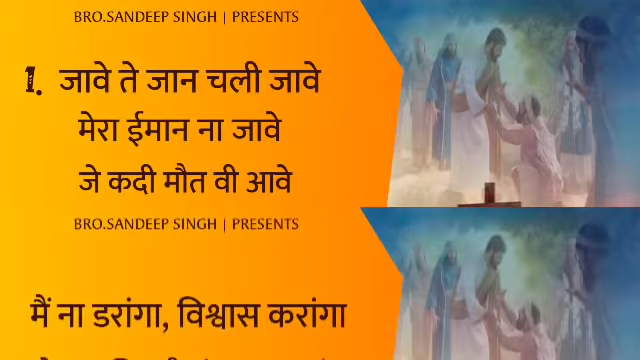 BRO.SANDEEP SINGH | PRESENTS
1. जावे ते जान चली जावे
मेरा ईमान ना जावे
जे कदी मौत वी आवे
BRO.SANDEEP SINGH | PRESENTS
मैं ना डरांगा, विश्वास करांगा